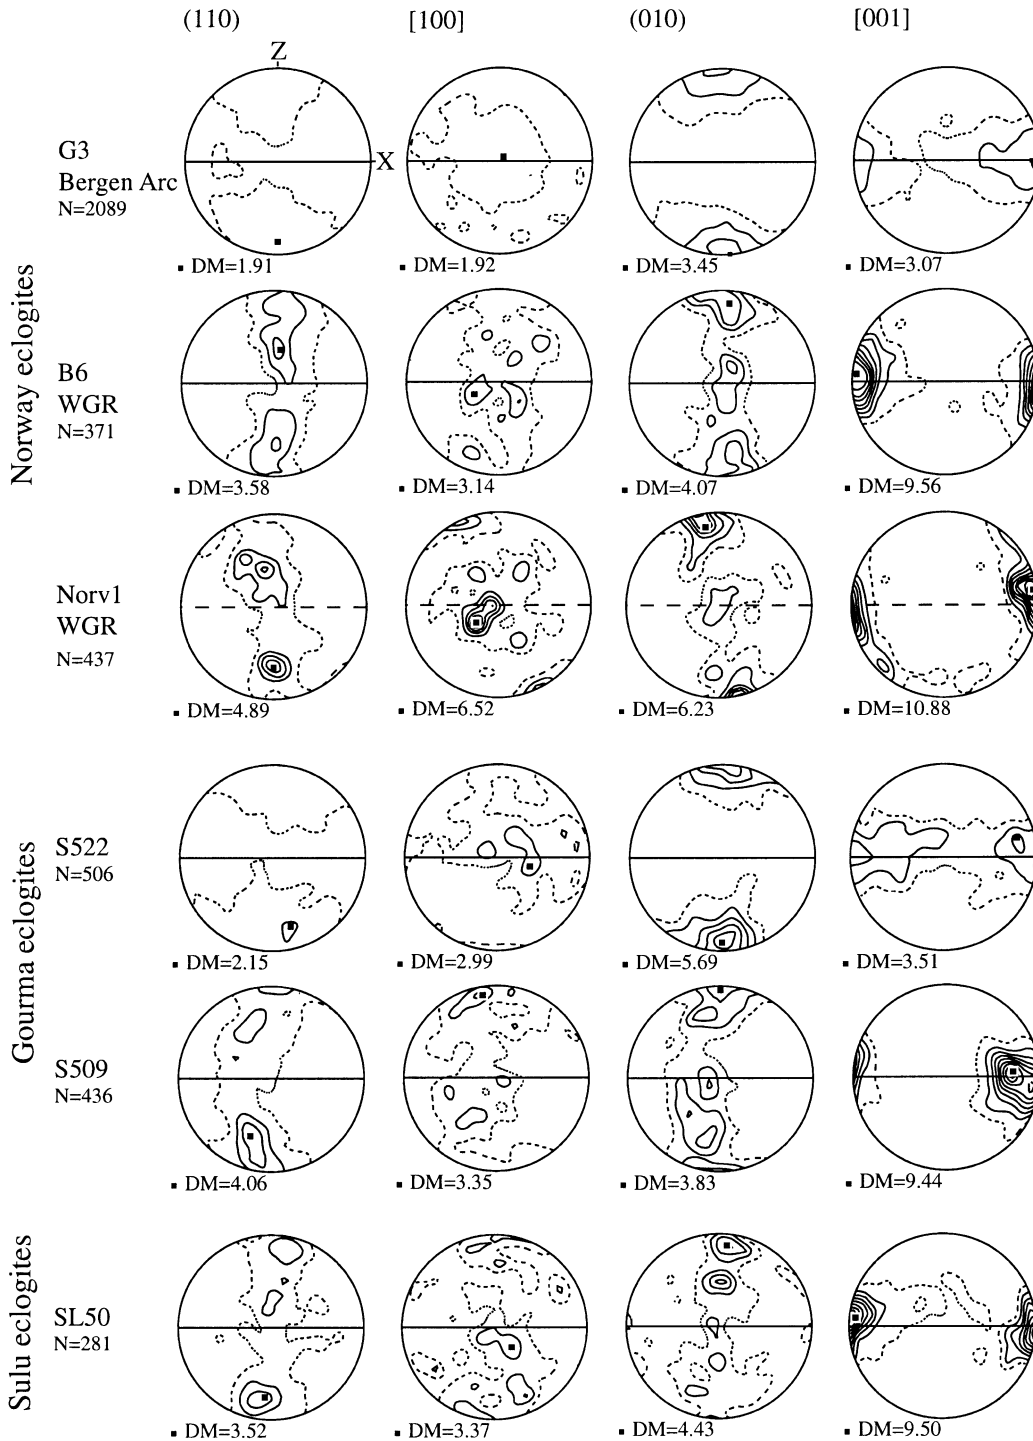 (110) [100] (010) [001]
Z
X
Norway eclogites
G3
Bergen Arc
N=2089
DM=1.91 DM=1.92 DM=3.45 DM=3.07
B6
WGR
N=371
DM=3.58 DM=3.14 DM=4.07 DM=9.56
Norv1
WGR
N=437
DM=4.89 DM=6.52 DM=6.23 DM=10.88
Gourma eclogites
S522
N=506
DM=2.15 DM=2.99 DM=5.69 DM=3.51
S509
N=436
DM=4.06 DM=3.35 DM=3.83 DM=9.44
Sulu eclogites
SL50
N=281
DM=3.52 DM=3.37 DM=4.43 DM=9.50